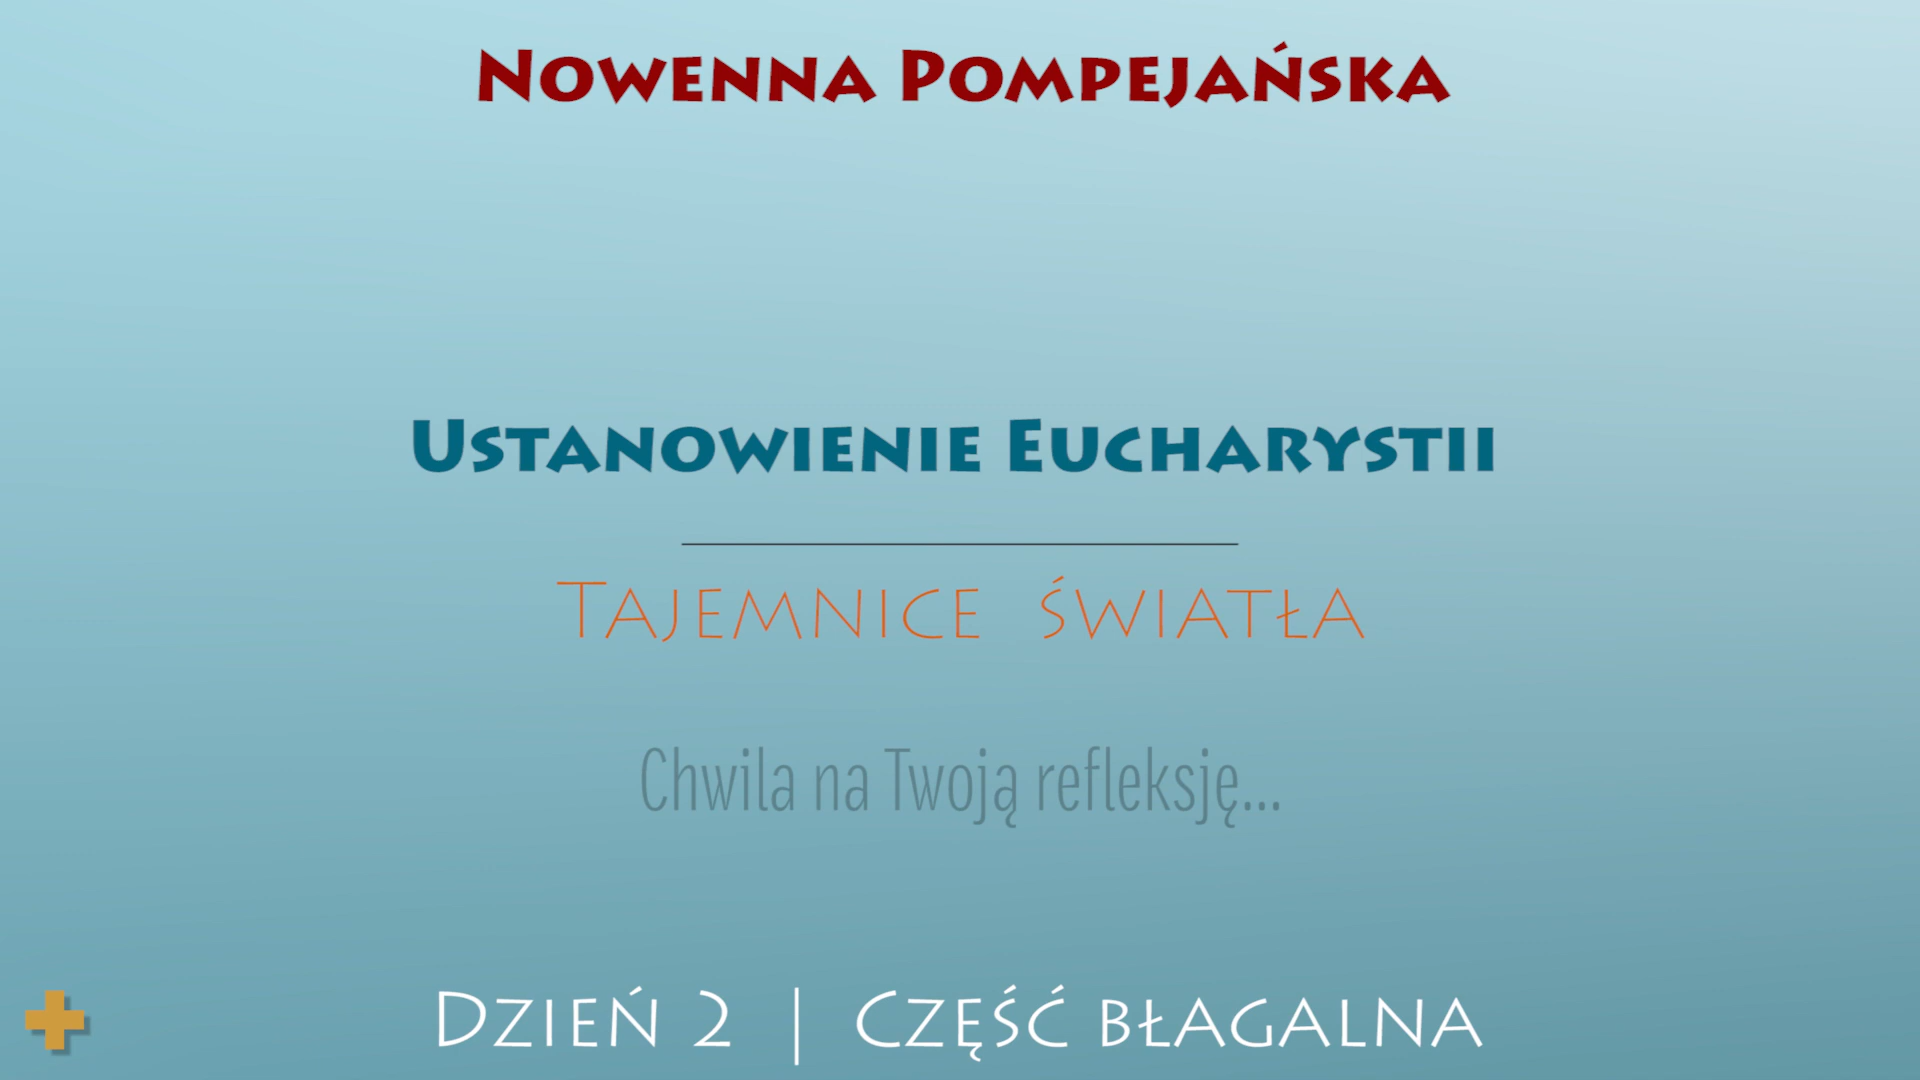 Nowenna Pompejańska
Ustanowienie Eucharystii
Tajemnice światła
Chwila na Twoją refleksję...
Dzień 2 | Część błagalna